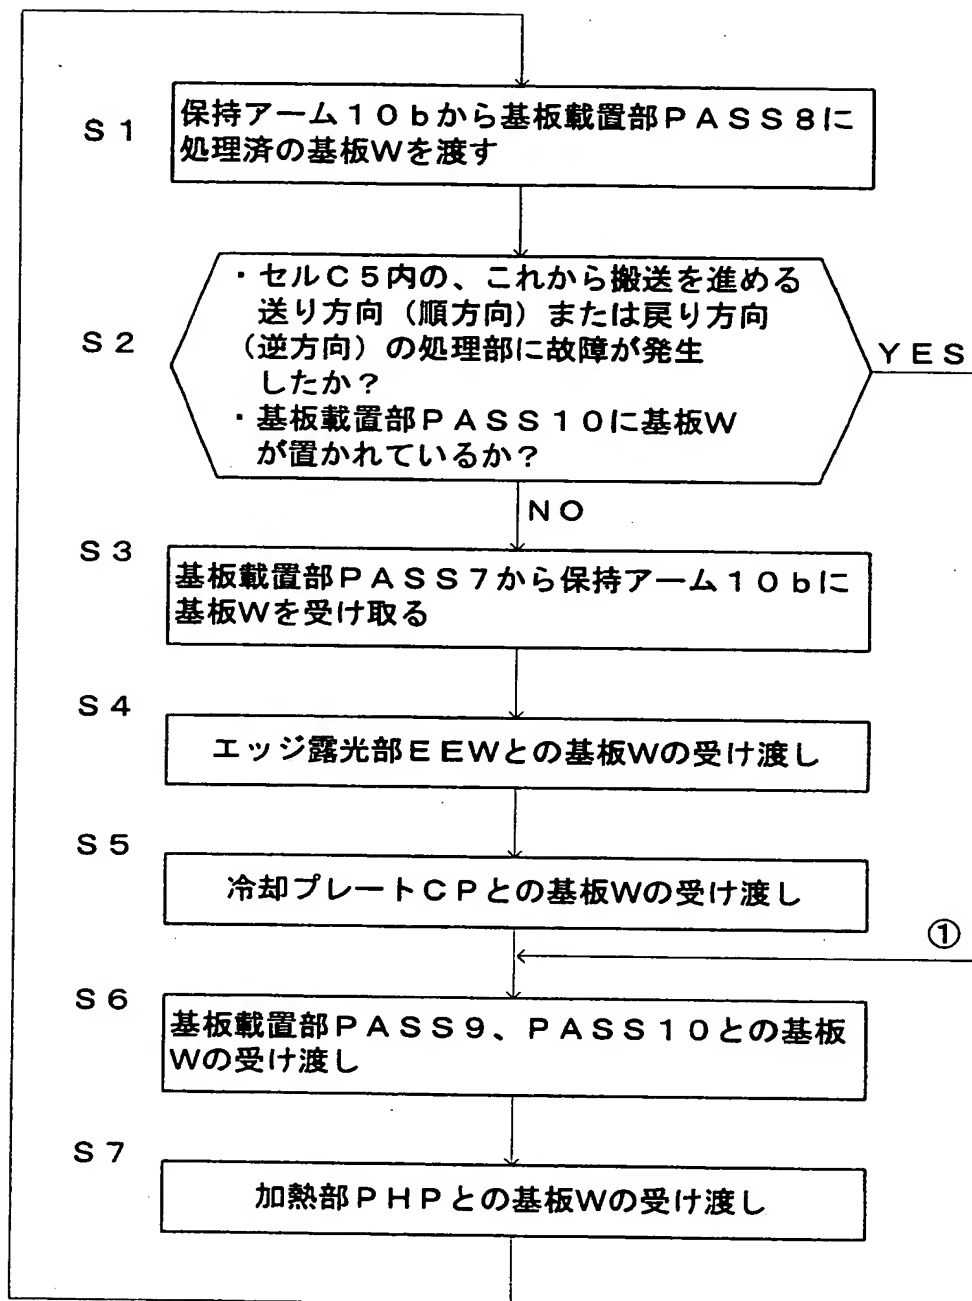 S1
保持アーム10bから基板載置部PASS8に
処理済の基板Wを渡す
S2
・セルC5内の、これから搬送を進める
送り方向（順方向）または戻り方向
（逆方向）の処理部に故障が発生
したか？
・基板載置部PASS10に基板W
が置かれているか？
YES
NO
S3
基板載置部PASS7から保持アーム10bに
基板Wを受け取る
S4
エッジ露光部EEWとの基板Wの受け渡し
S5
冷却プレートCPとの基板Wの受け渡し
①
S6
基板載置部PASS9、PASS10との基板
Wの受け渡し
S7
加熱部PHPとの基板Wの受け渡し